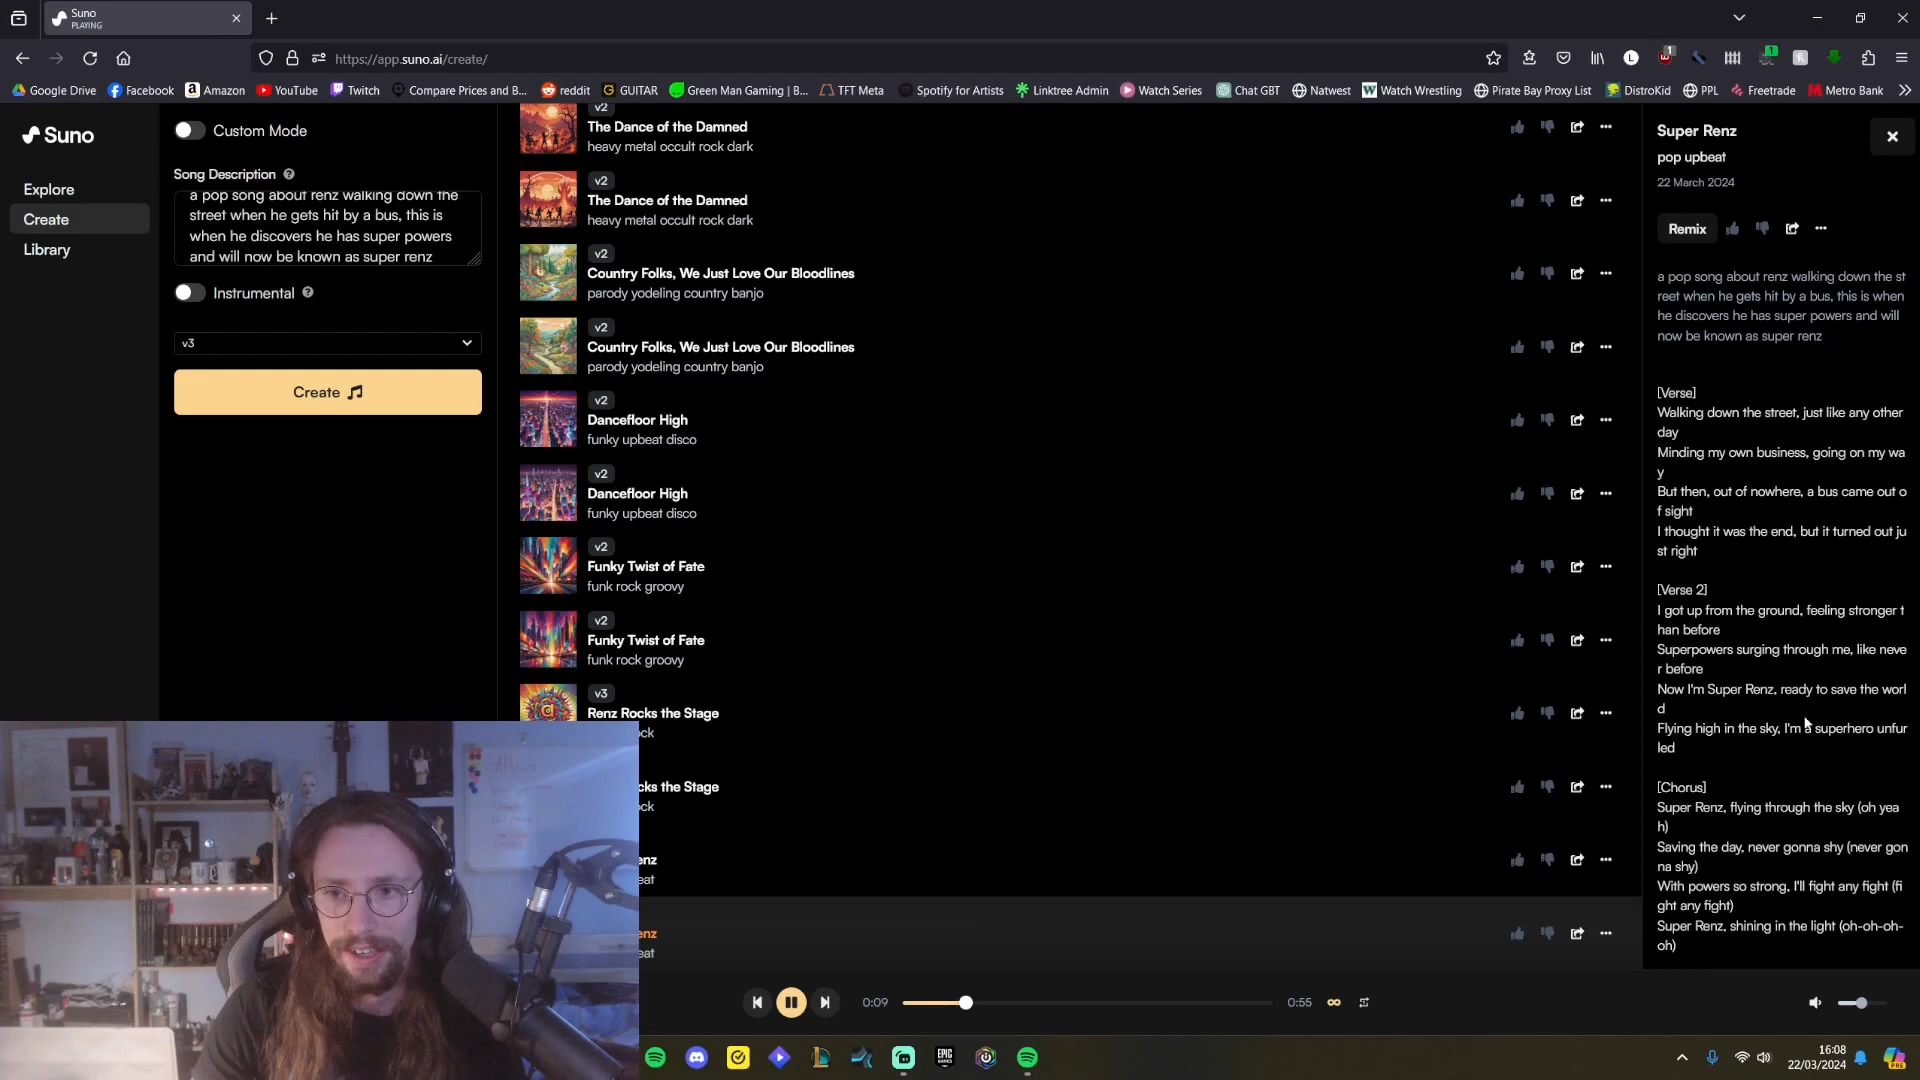 Suno
PLAYING
https://app.suno.ai/create/
1
1
Google Drive
Facebook
Amazon
YouTube
Twitch
Compare Prices and B...
reddit
GUITAR
Green Man Gaming | B...
TFT Meta
Spotify for Artists
Linktree Admin
Watch Series
Chat GBT
Natwest
Watch Wrestling
Pirate Bay Proxy List
DistroKid
PPL
Freetrade
Metro Bank
Suno
Explore
Create
Library
Custom Mode
Song Description
a pop song about renz walking down the
street when he gets hit by a bus, this is
when he discovers he has super powers
and will now be known as super renz
Instrumental
v3
Create
v2
The Dance of the Damned
heavy metal occult rock dark
v2
The Dance of the Damned
heavy metal occult rock dark
v2
Country Folks, We Just Love Our Bloodlines
parody yodeling country banjo
v2
Country Folks, We Just Love Our Bloodlines
parody yodeling country banjo
v2
Dancefloor High
funky upbeat disco
v2
Dancefloor High
funky upbeat disco
v2
Funky Twist of Fate
funk rock groovy
v2
Funky Twist of Fate
funk rock groovy
v3
Renz Rocks the Stage
ck
cks the Stage
ck
enz
eat
enz
eat
Super Renz
pop upbeat
22 March 2024
Remix
a pop song about renz walking down the st
reet when he gets hit by a bus, this is when
he discovers he has super powers and will
now be known as super renz
[Verse]
Walking down the street, just like any other
day
Minding my own business, going on my wa
y
But then, out of nowhere, a bus came out o
f sight
I thought it was the end, but it turned out ju
st right
[Verse 2]
I got up from the ground, feeling stronger t
han before
Superpowers surging through me, like neve
r before
Now I'm Super Renz, ready to save the worl
d
Flying high in the sky, I'm a superhero unfur
led
[Chorus]
Super Renz, flying through the sky (oh yea
h)
Saving the day, never gonna shy (never gon
na shy)
With powers so strong, I'll fight any fight (fi
ght any fight)
Super Renz, shining in the light (oh-oh-oh-
oh)
0:09
0:55
EPIC
GAMES
16:08
22/03/2024
PRE